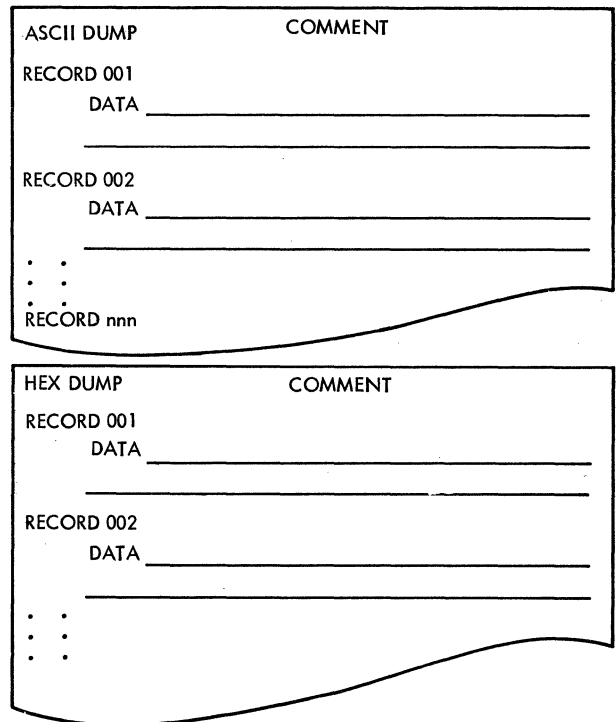 ASCII DUMP COMMENT
RECORD 001
DATA
RECORD 002
DATA
. .
. .
. .
RECORD nnn
HEX DUMP COMMENT
RECORD 001
DATA
RECORD 002
DATA
. .
. .
. .